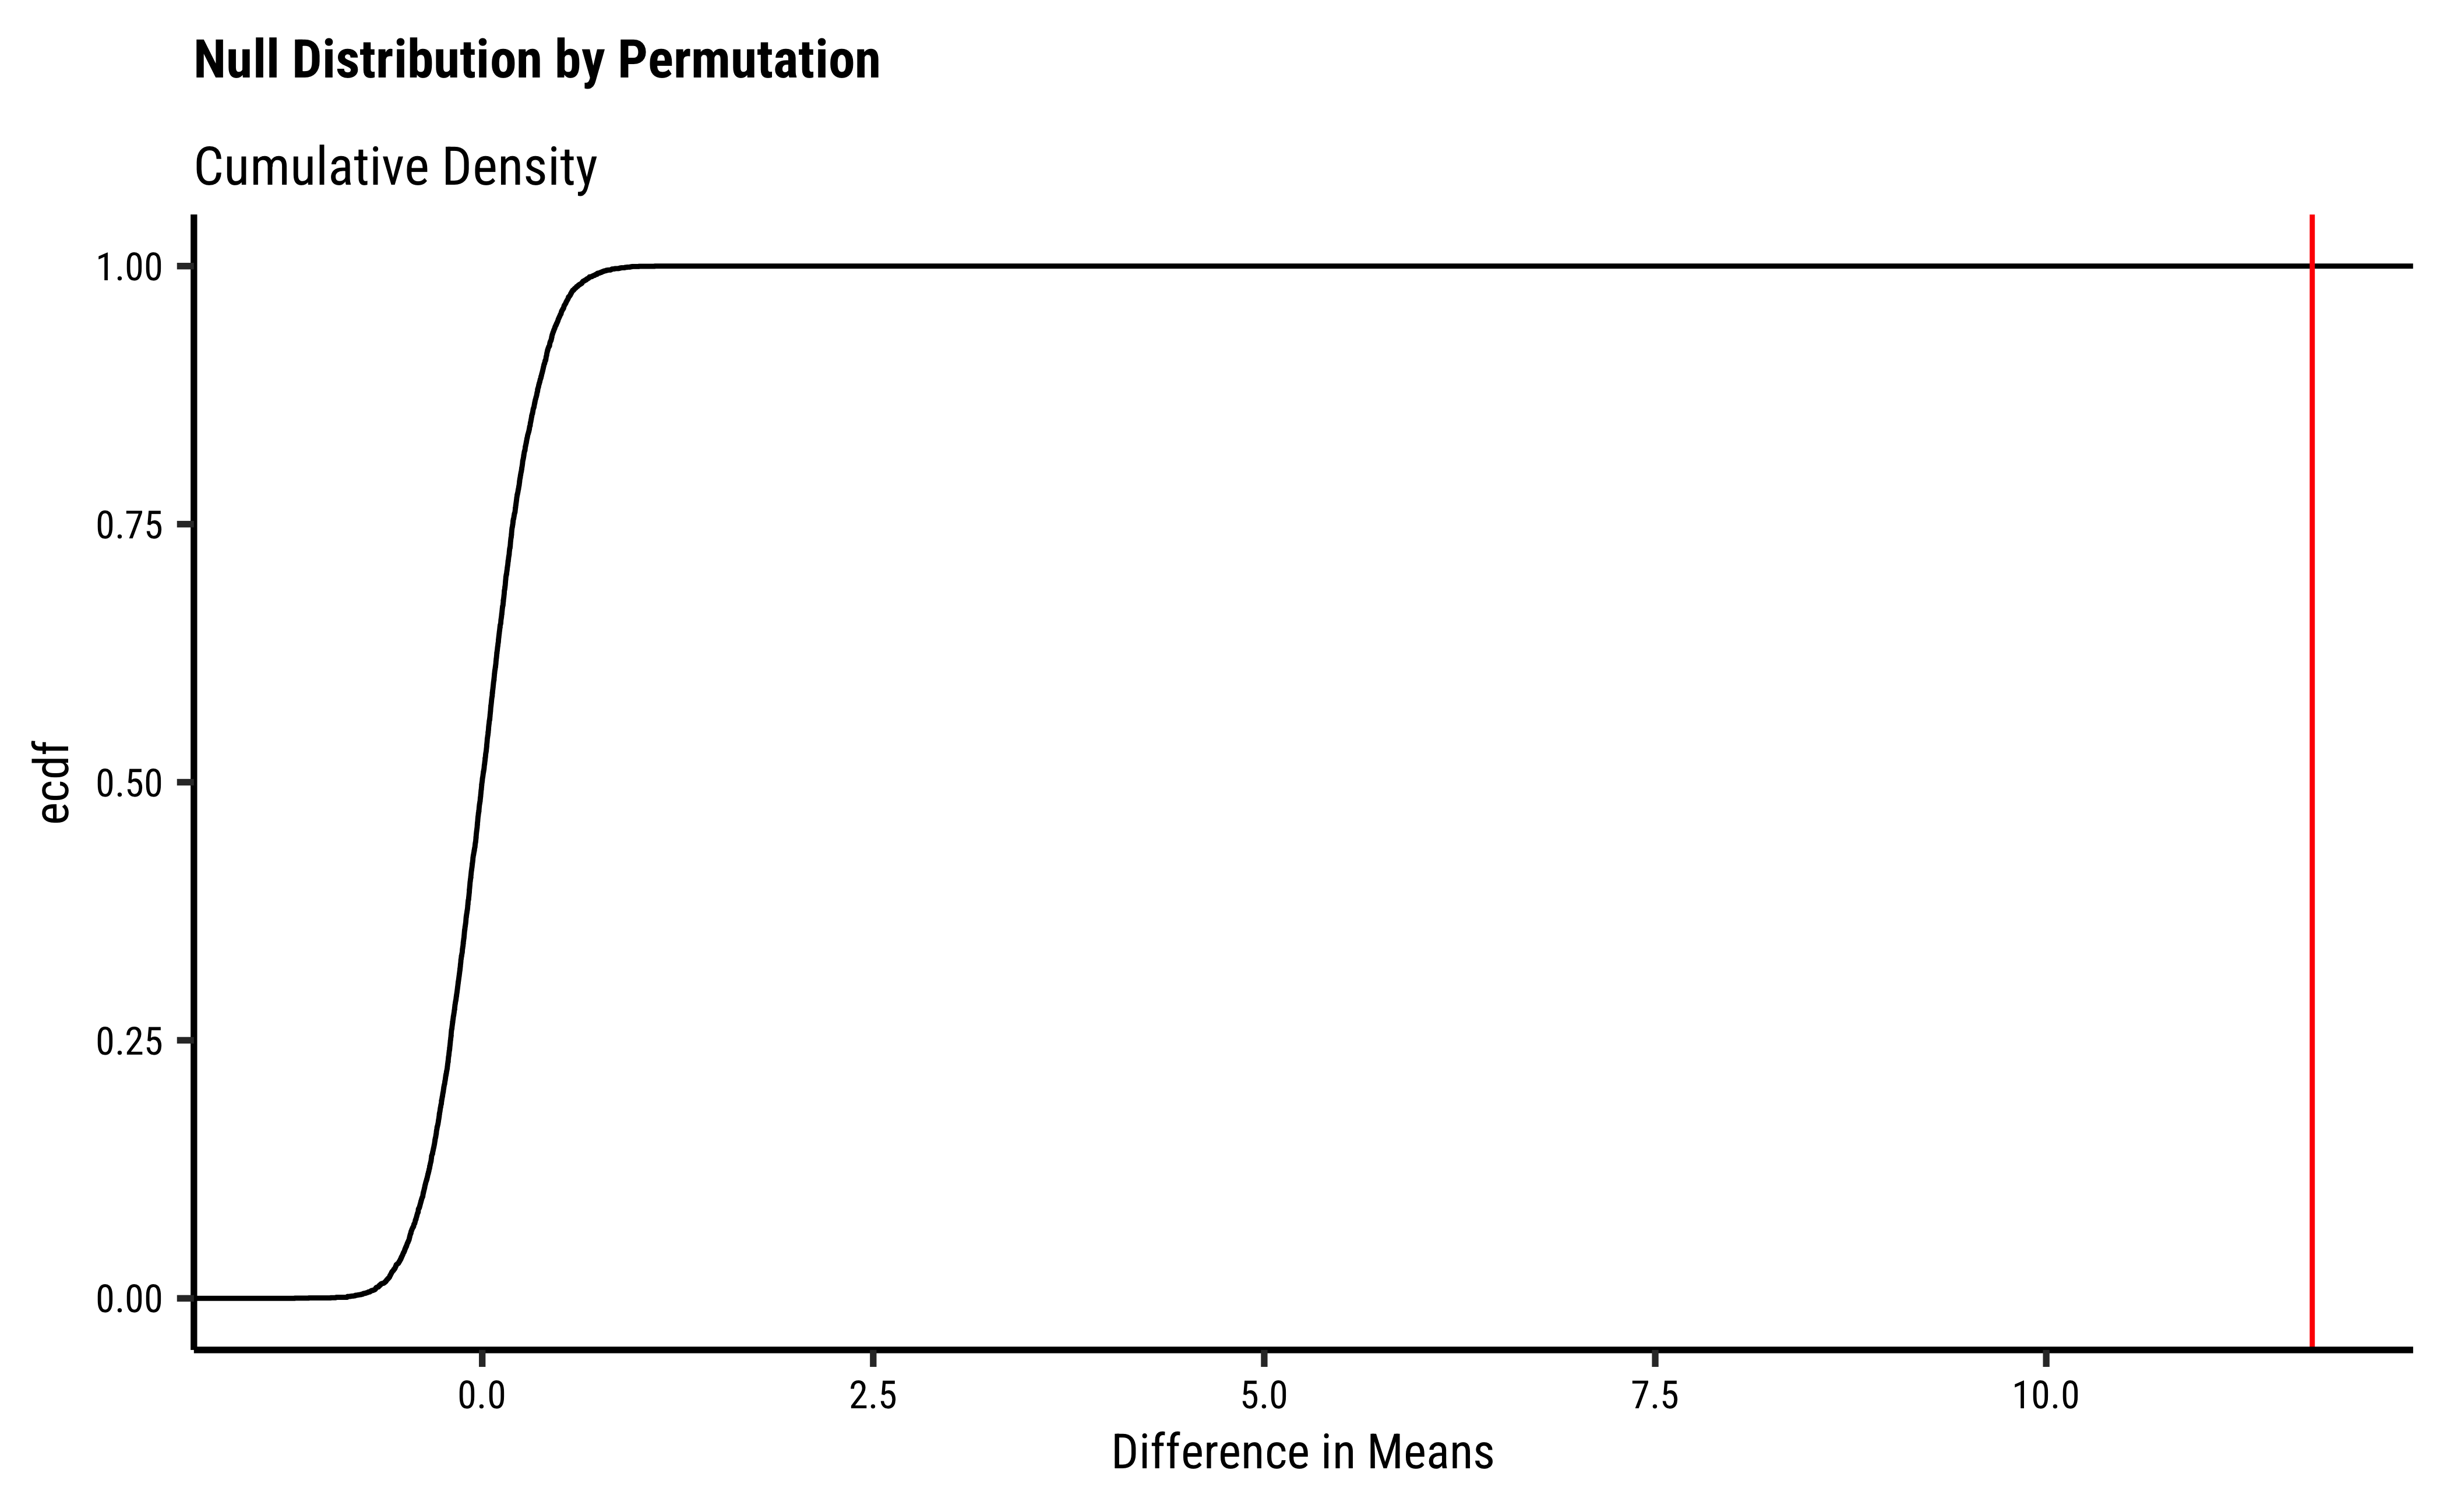 Null Distribution by Permutation
Cumulative Density
1.00
0.75
0.50
0.25
0.00
ecdf
0.0 2.5 5.0 7.5 10.0
Difference in Means